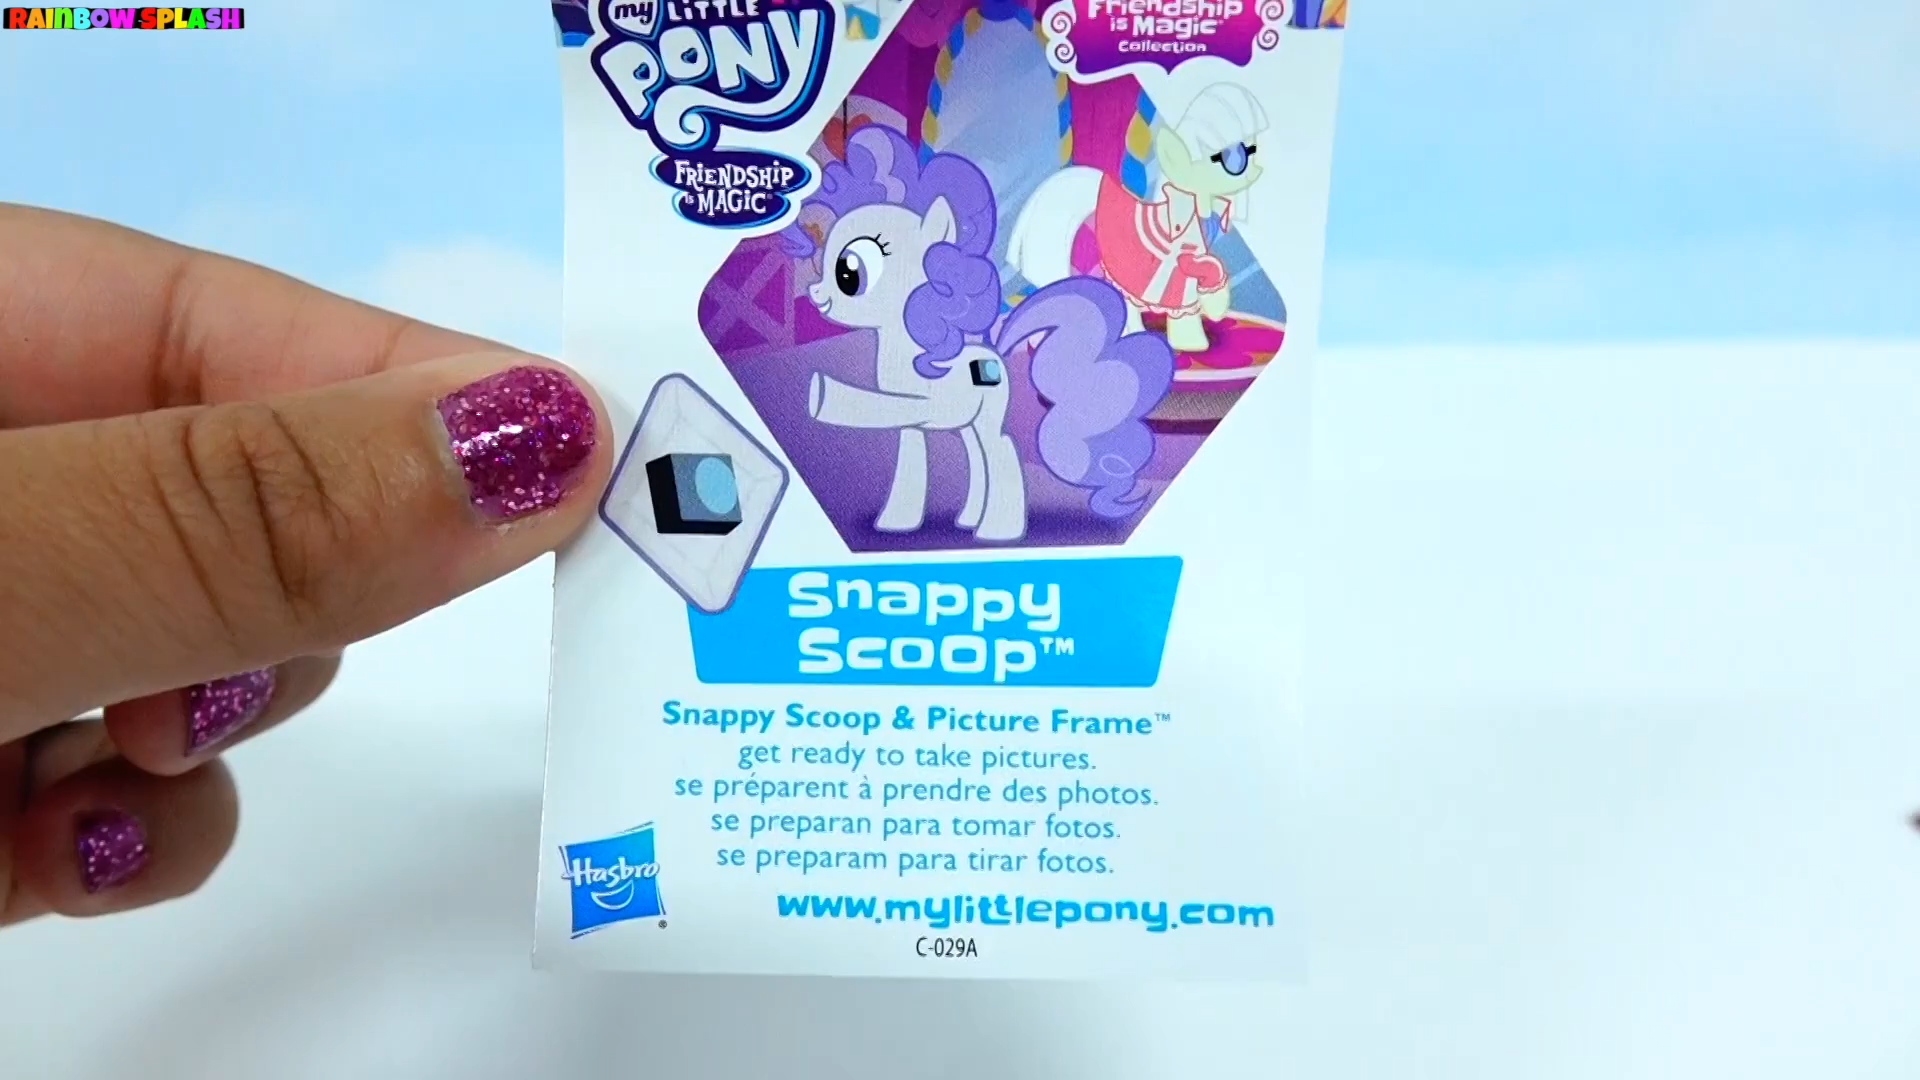 RAINBOW SPLASH
my LiTTLE
PONY
FRiENDSHiP
is MAGiC
Friendship
is Magic
Collection
Snappy
Scoop™
Snappy Scoop & Picture Frame™
get ready to take pictures.
se préparent à prendre des photos.
se preparan para tomar fotos.
se preparam para tirar fotos.
Hasbro®
www.mylittlepony.com
C-029A